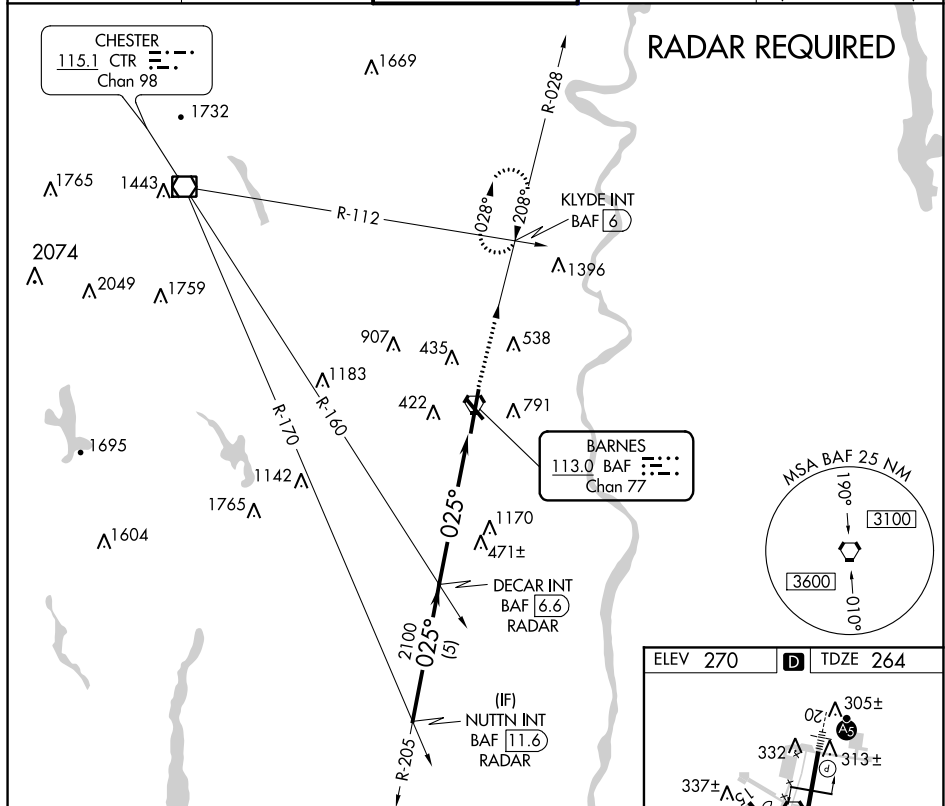 RADAR REQUIRED
CHESTER
115.1 CTR
Chan 98
1669
1732
R-028
1765
1443
R-112
028°
208°
KLYDE INT
BAF 6
2074
2049
1759
1396
907
435
538
1183
422
791
R-170
R-160
BARNES
113.0 BAF
Chan 77
1695
1142
1765
025°
1604
1170
471±
MSA BAF 25 NM
190°
3100
3600
010°
DECAR INT
BAF 6.6
RADAR
2100
025°
(5)
(IF)
NUTTN INT
BAF 11.6
RADAR
R-205
ELEV 270
D
TDZE 264
305±
20
A5
332
313±
P
337±
15